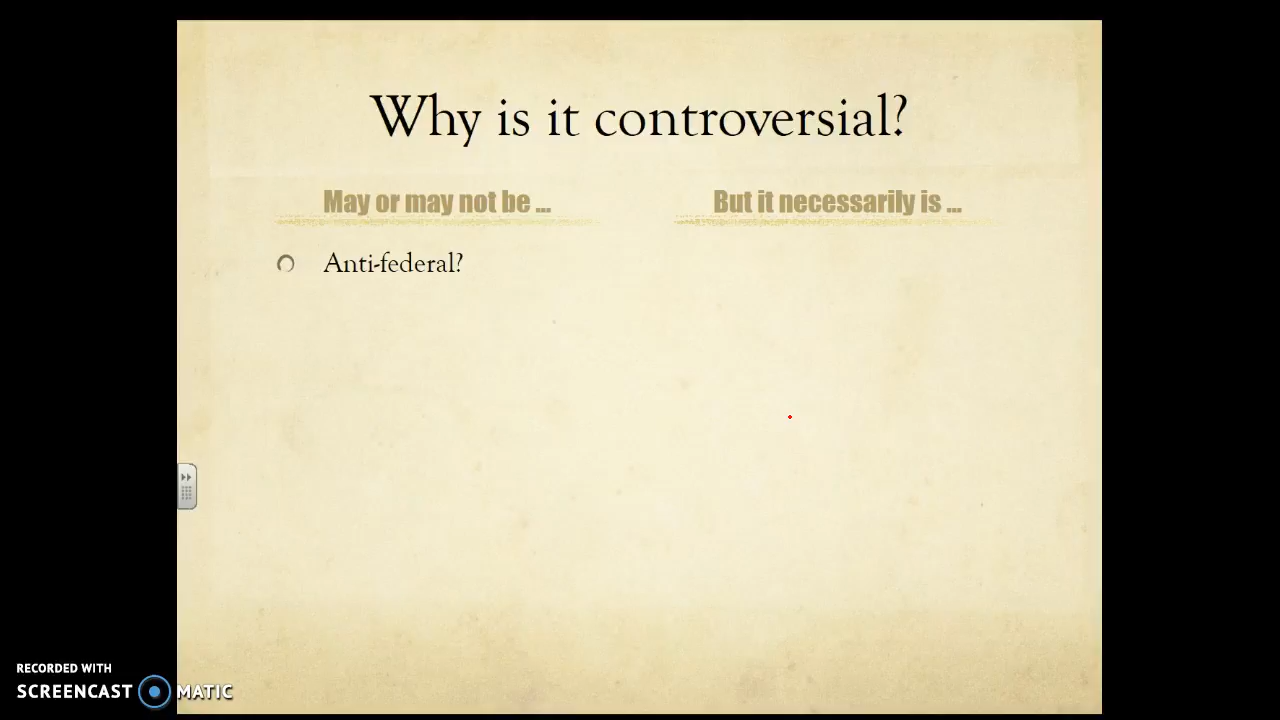 Why is it controversial?
May or may not be ...
But it necessarily is ...
Anti-federal?
RECORDED WITH
SCREENCAST MATIC